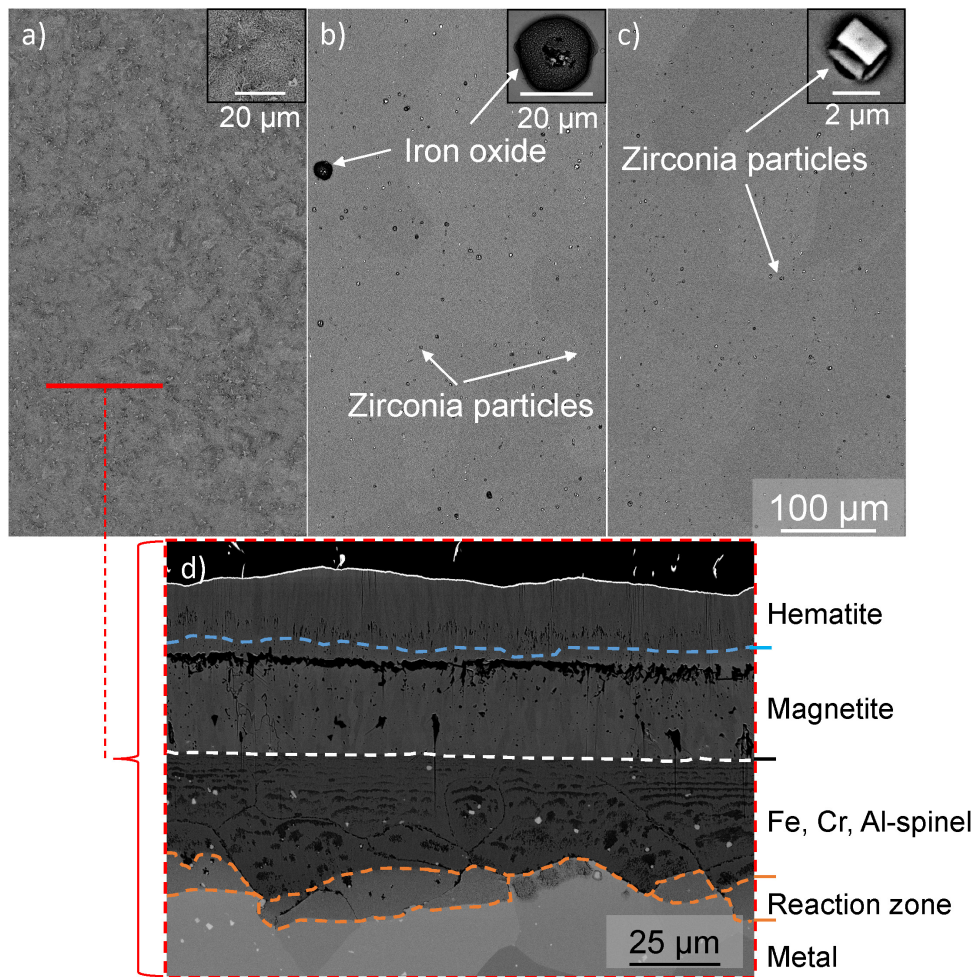 a)
20 µm
b)
20 µm
Iron oxide
Zirconia particles
c)
2 µm
Zirconia particles
100 µm
d)
Hematite
Magnetite
Fe, Cr, Al-spinel
Reaction zone
25 µm
Metal